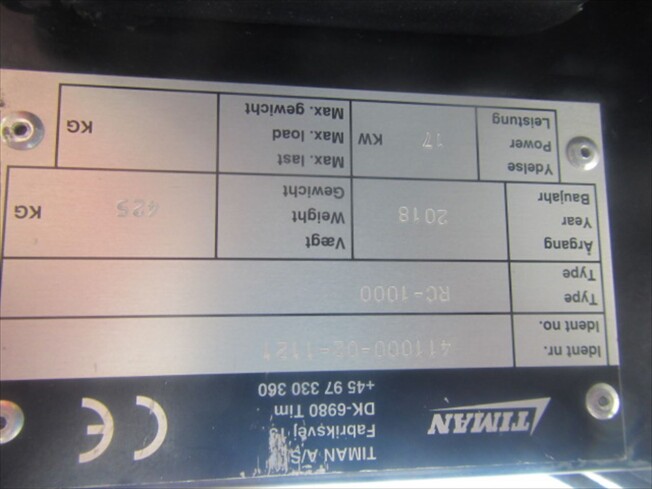 TIMAN
TIMAN A/S
Fabriksvej
DK-6980 Tim
+45 97 330 360
CE
Ident nr.
Ident no.
Type
Type
RC-1000
Årgang
Year
Baujahr
2018
Vægt
Weight
Gewicht
425
KG
Ydelse
Power
Leistung
17
KW
Max. last
Max. load
Max. gewicht
KG